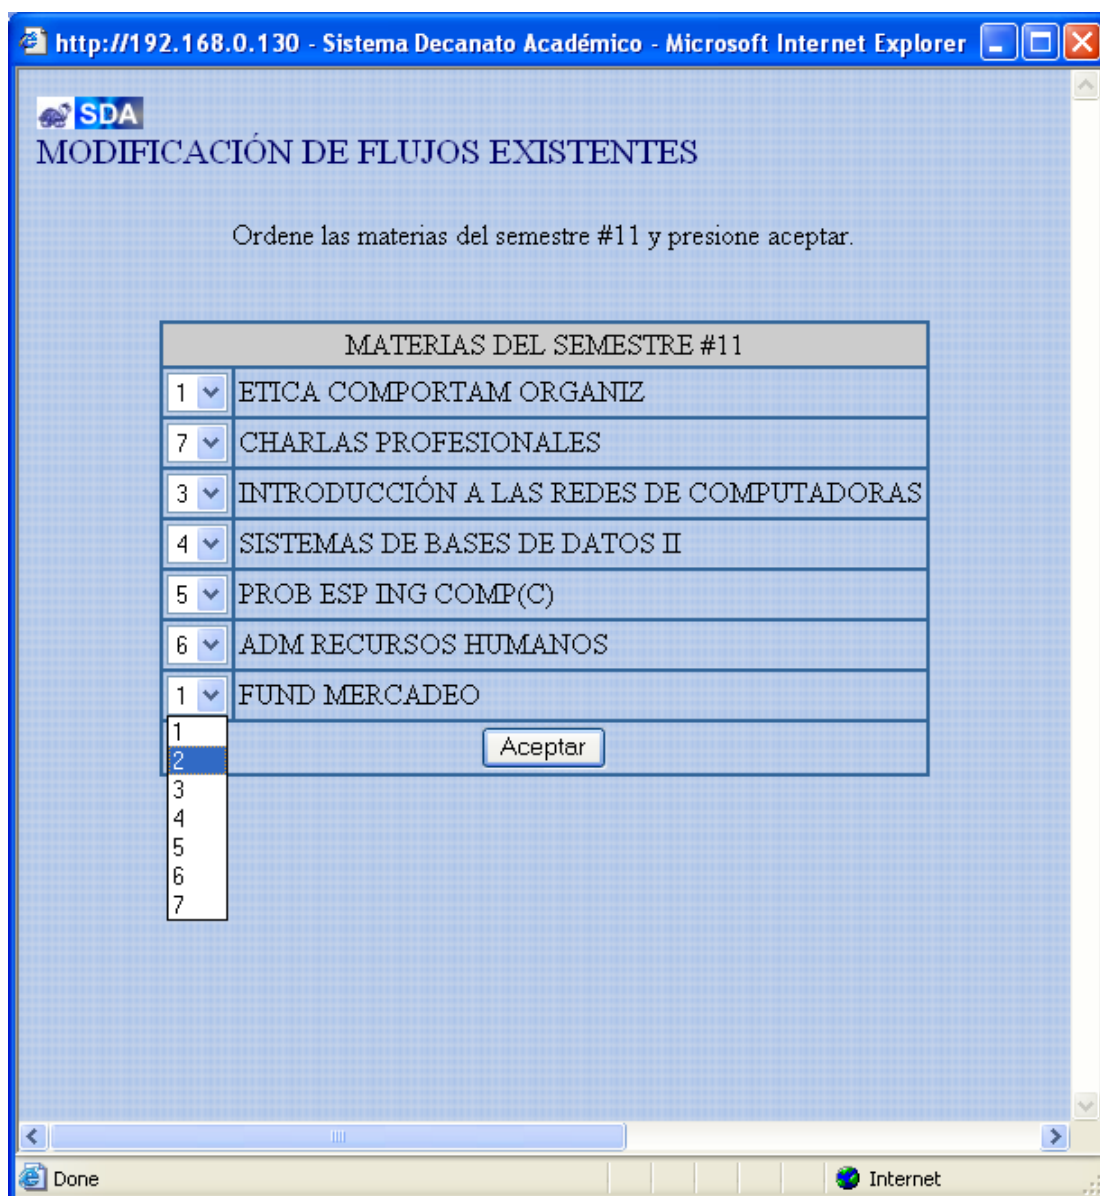 http://192.168.0.130 - Sistema Decanato Académico - Microsoft Internet Explorer
SDA
MODIFICACIÓN DE FLUJOS EXISTENTES
Ordene las materias del semestre #11 y presione aceptar.
MATERIAS DEL SEMESTRE #11
1 ETICA COMPORTAM ORGANIZ
7 CHARLAS PROFESIONALES
3 INTRODUCCIÓN A LAS REDES DE COMPUTADORAS
4 SISTEMAS DE BASES DE DATOS II
5 PROB ESP ING COMP(C)
6 ADM RECURSOS HUMANOS
1 FUND MERCADEO
Aceptar
1
2
3
4
5
6
7
Done Internet